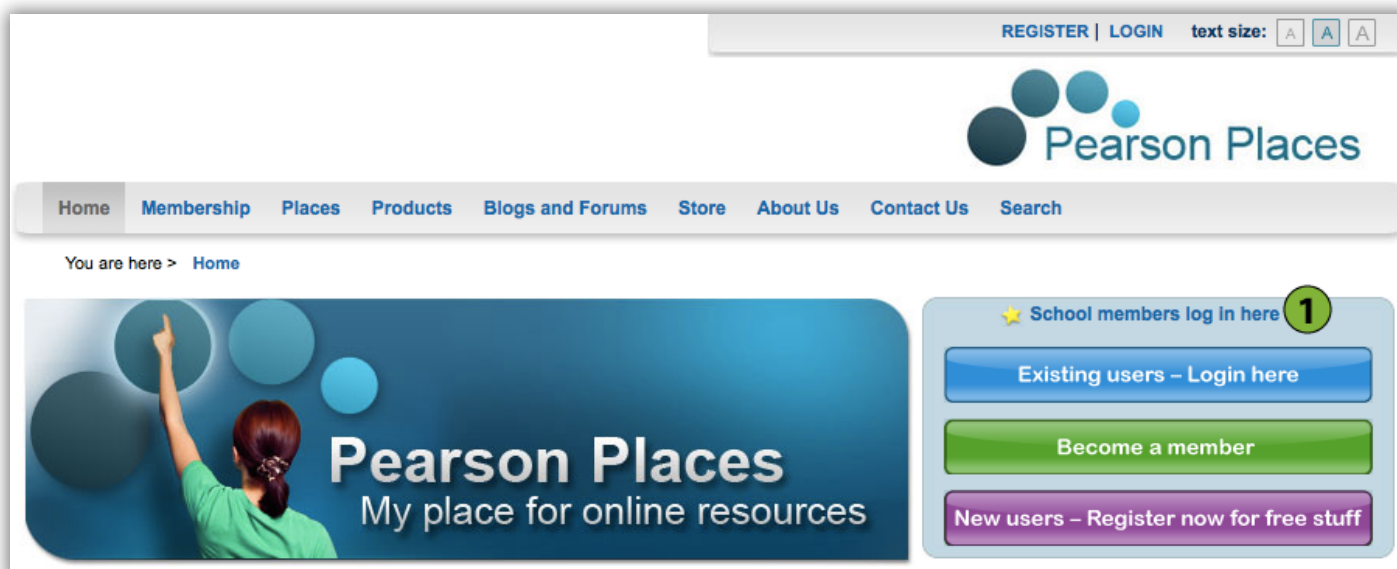 REGISTER | LOGIN text size: A A A
Pearson Places
Home Membership Places Products Blogs and Forums Store About Us Contact Us Search
You are here > Home
School members log in here 1
Existing users – Login here
Become a member
New users – Register now for free stuff
Pearson Places
My place for online resources